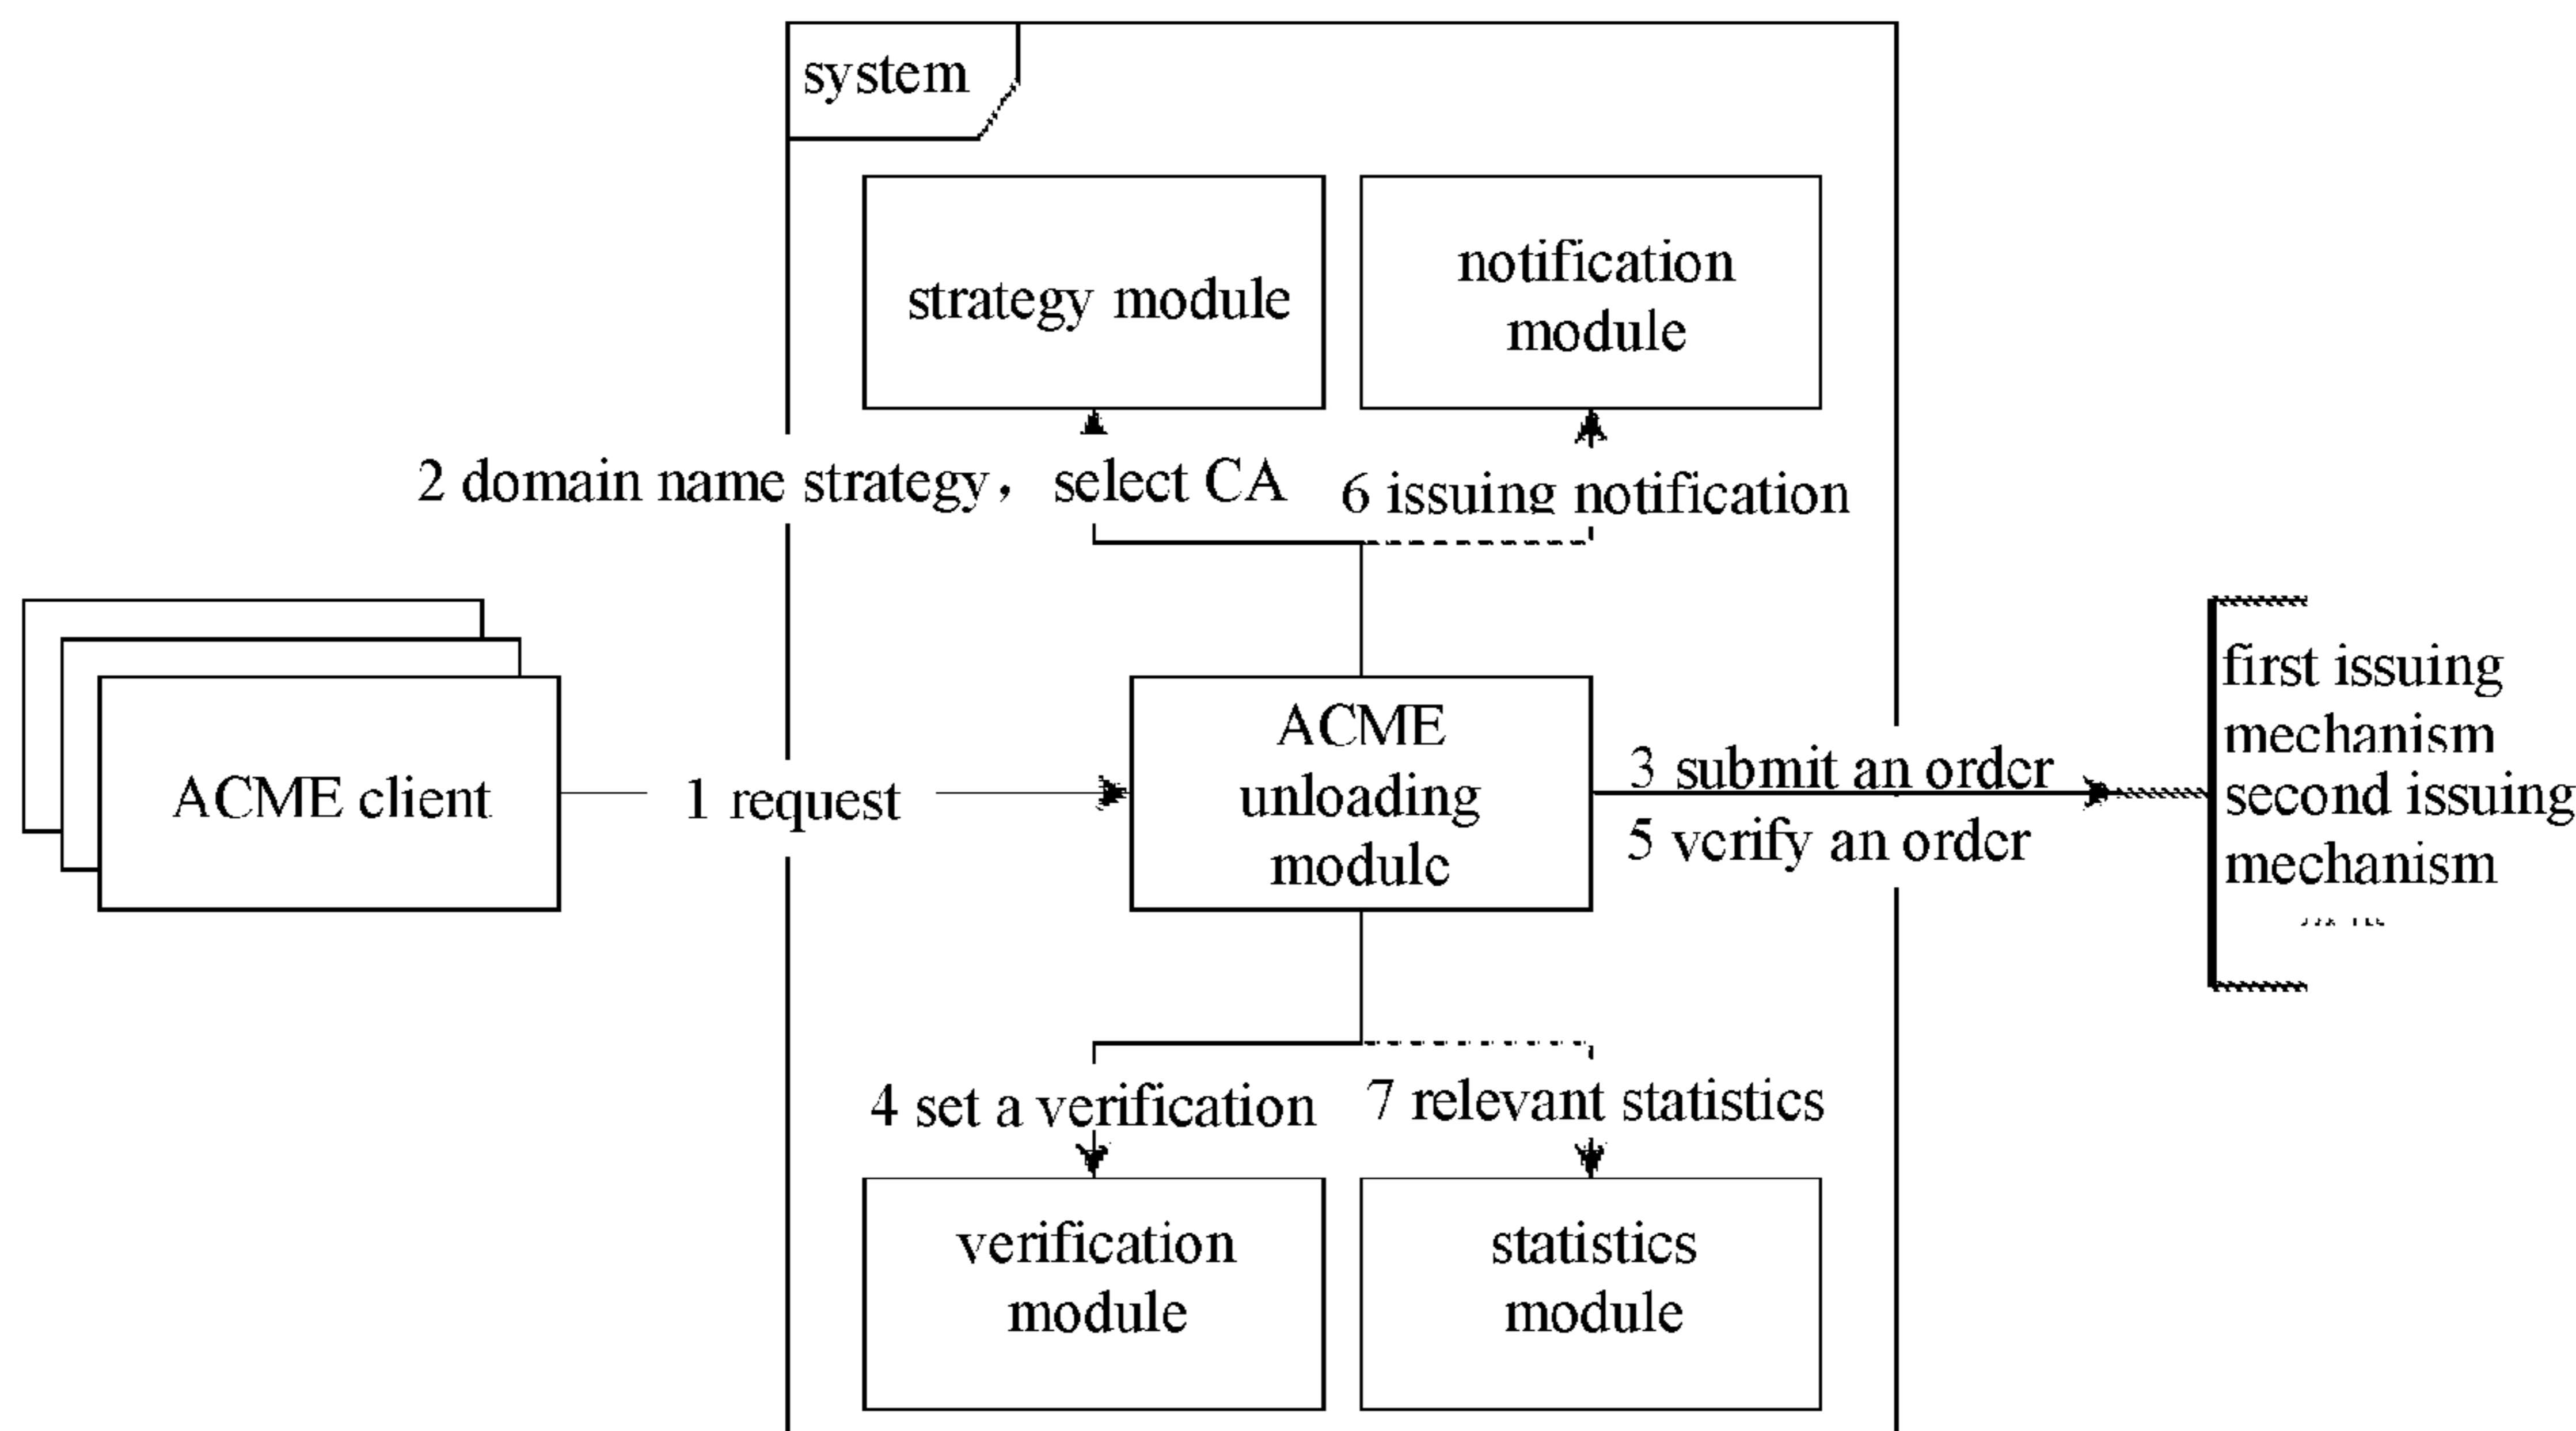 system
strategy module
notification
module
2 domain name strategy，select CA
6 issuing notification
ACME client
1 request
ACME
unloading
module
3 submit an order
5 verify an order
first issuing
mechanism
second issuing
mechanism
4 set a verification
7 relevant statistics
verification
module
statistics
module